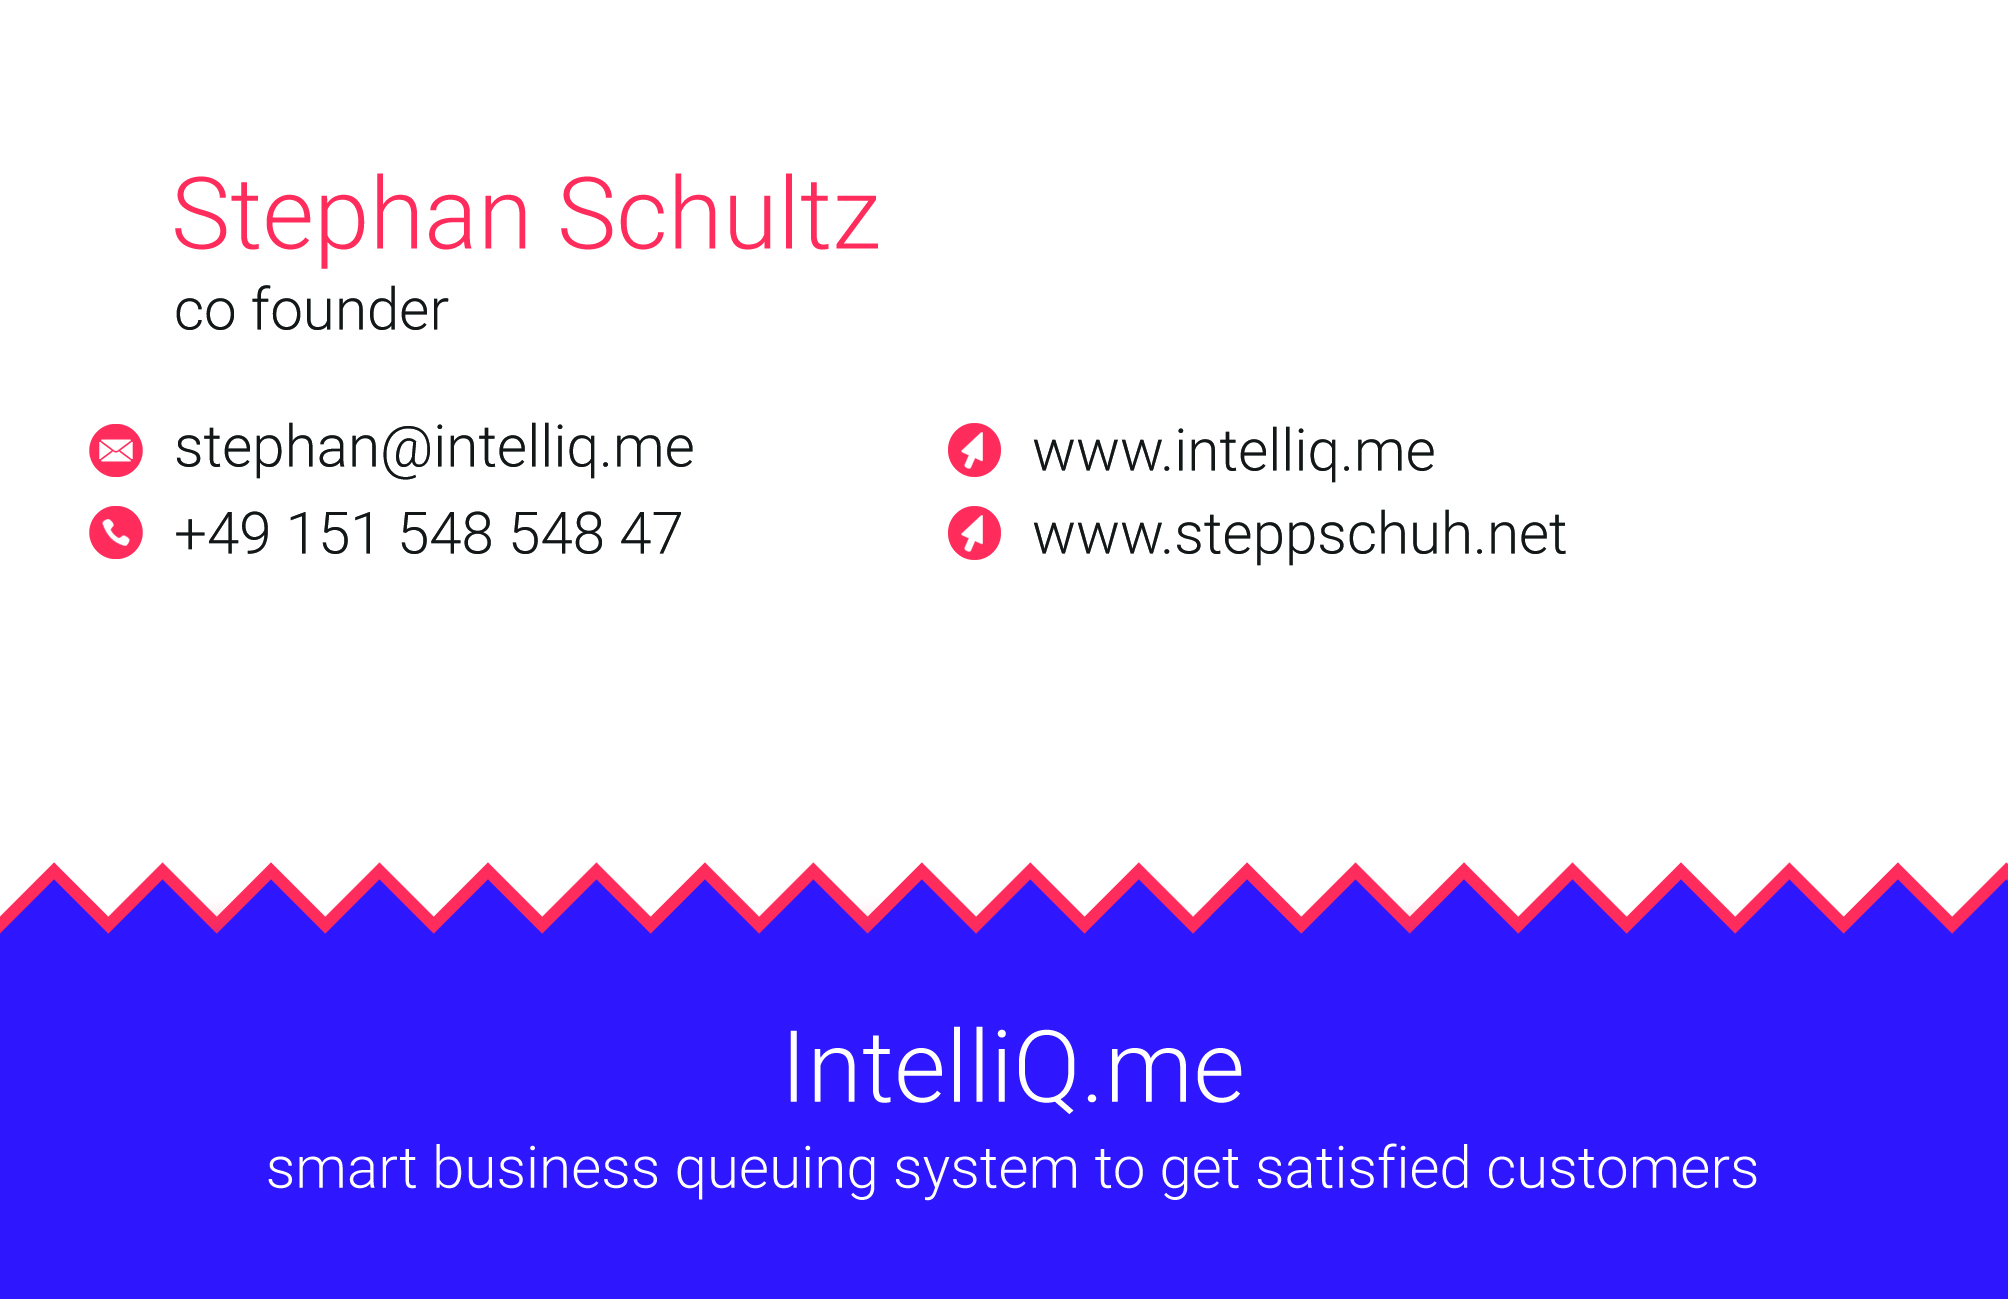 Stephan Schultz
co founder
stephan@intelliq.me
+49 151 548 548 47
www.intelliq.me
www.steppschuh.net
IntelliQ.me
smart business queuing system to get satisfied customers